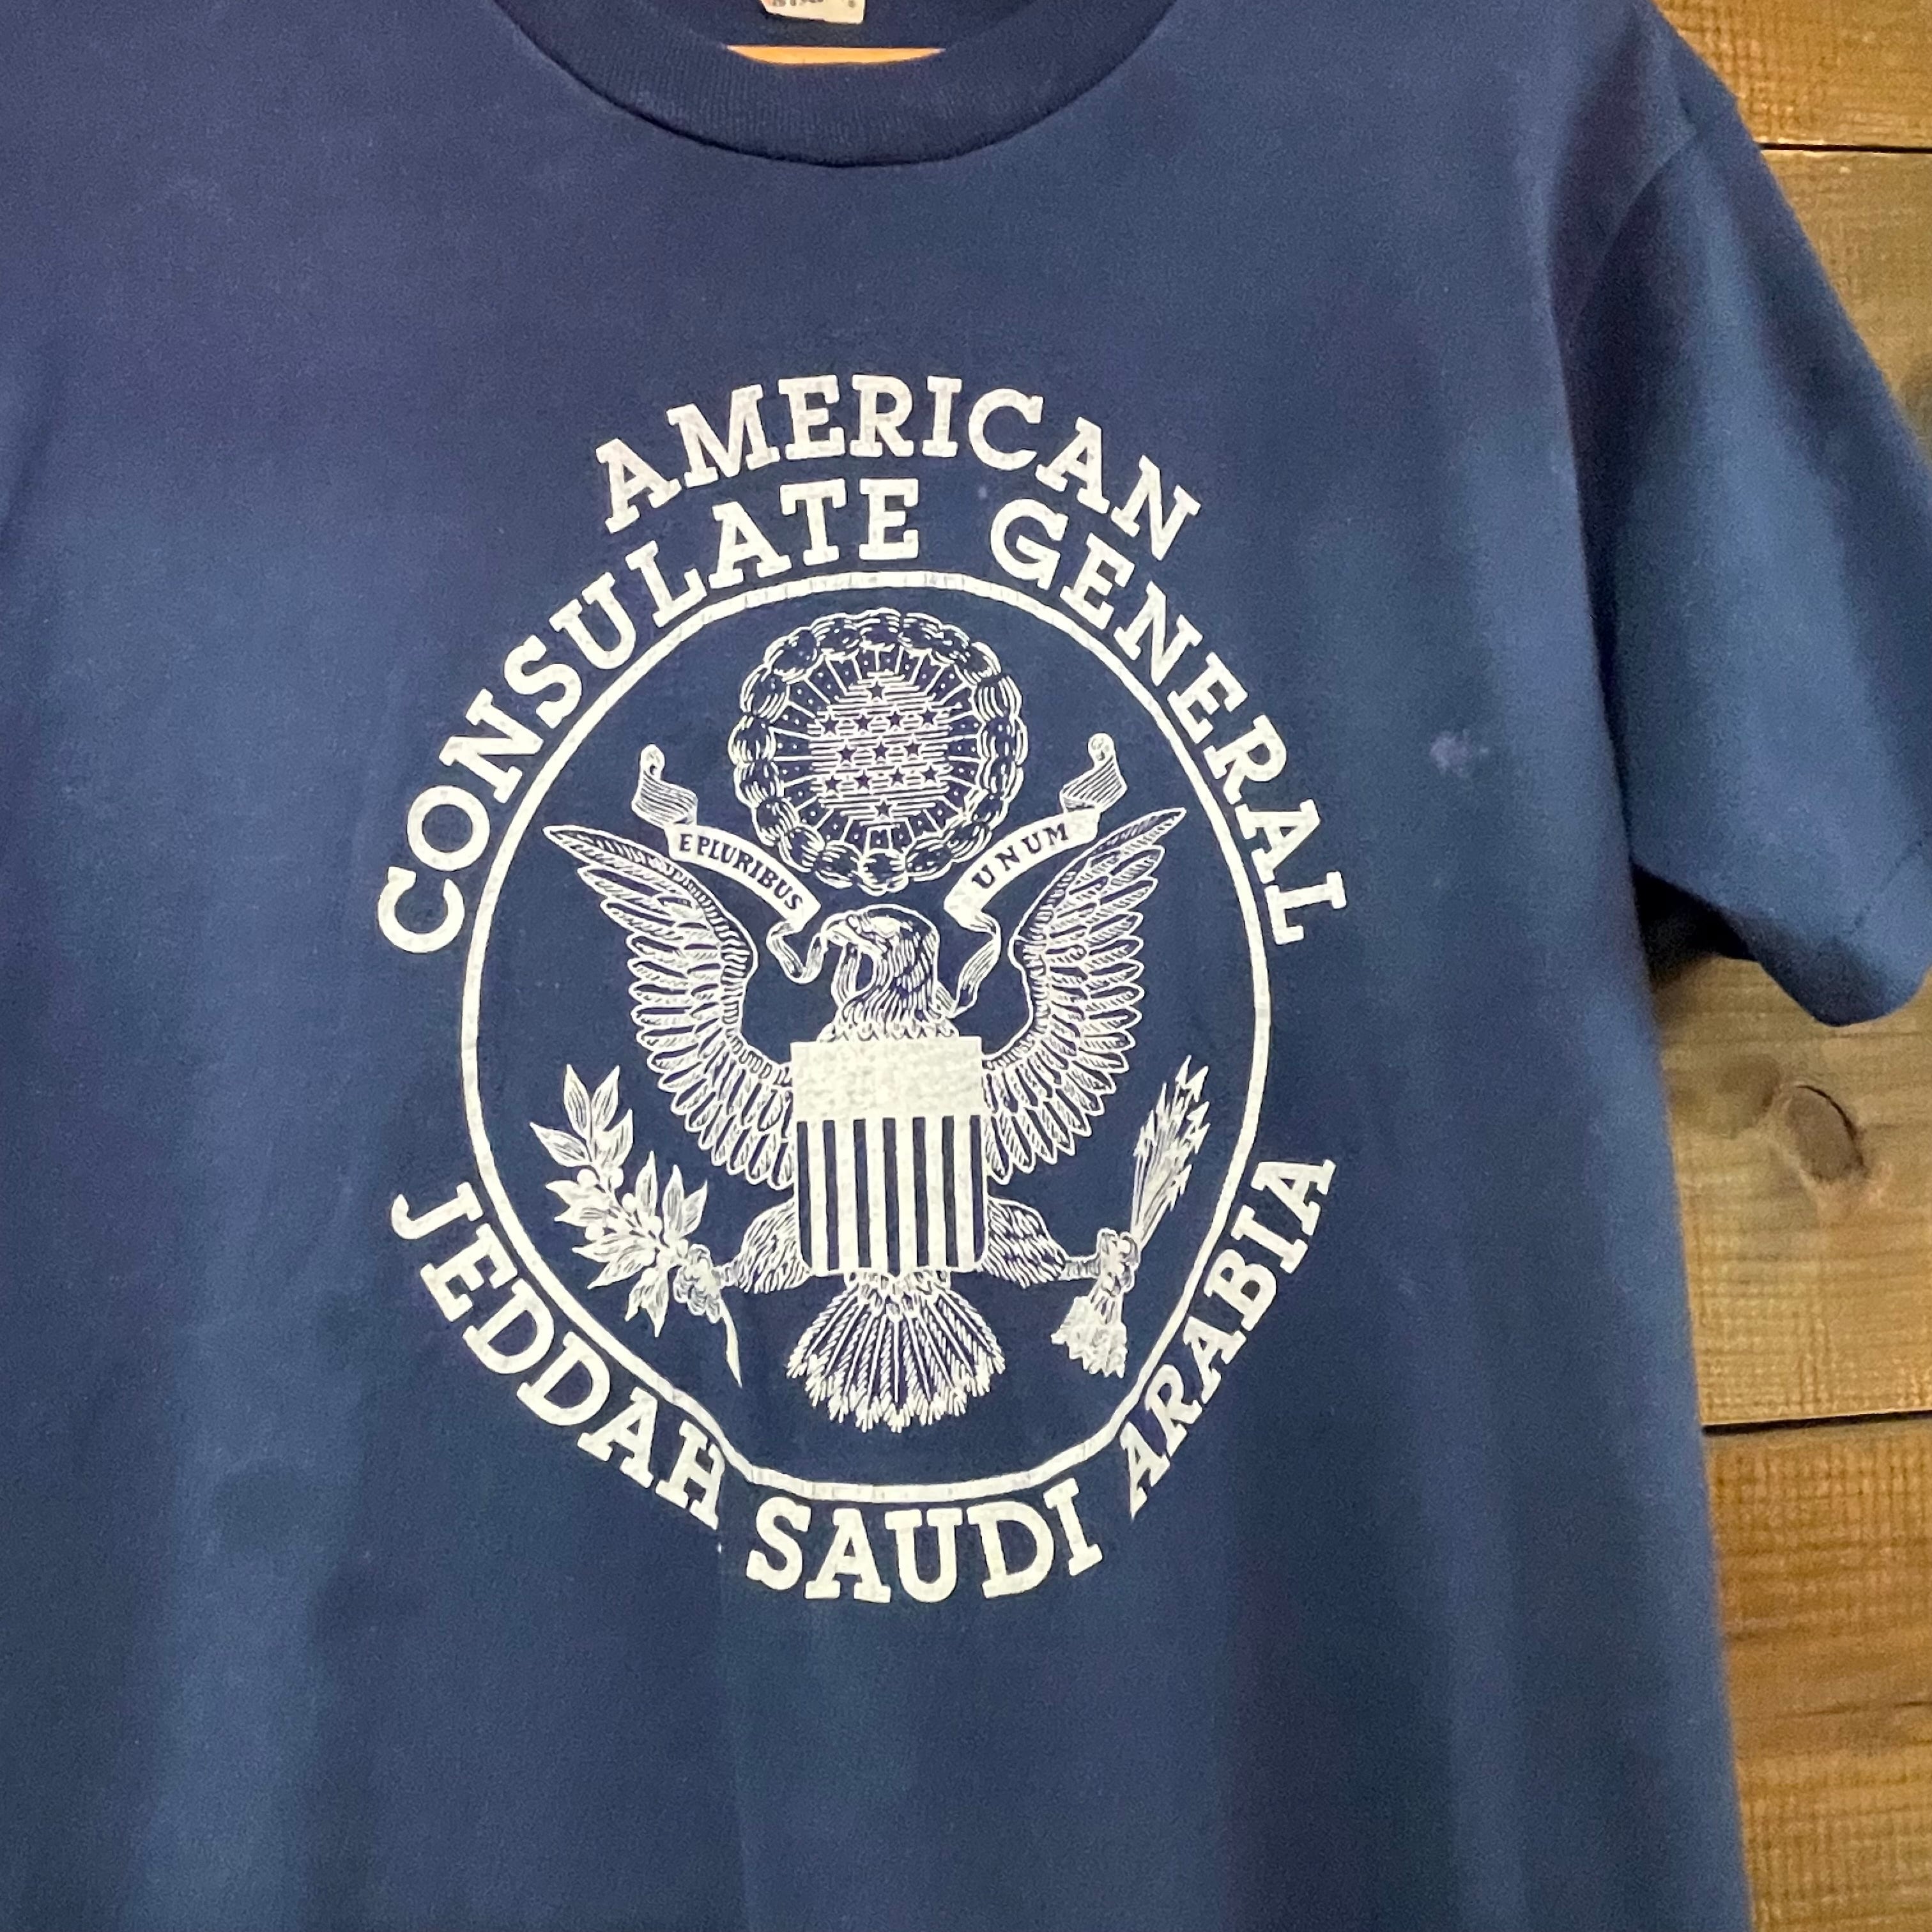 AMERICAN
CONSULATE GENERAL
E PLURIBUS UNUM
JEDDAH SAUDI ARABIA